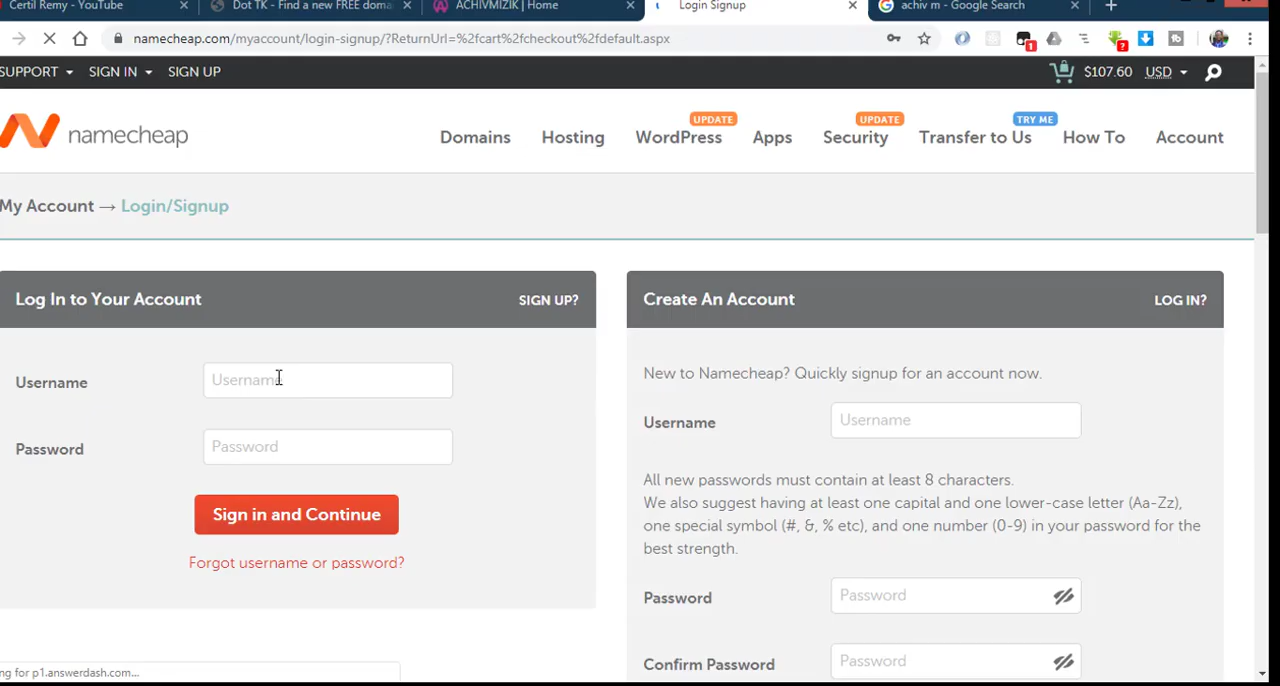 Certil Remy - YouTube
Dot TK - Find a new FREE doma
ACHIVMIZIK | Home
Login Signup
achiv m - Google Search
namecheap.com/myaccount/login-signup/?ReturnUrl=%2fcart%2fcheckout%2fdefault.aspx
1
?
SUPPORT
SIGN IN
SIGN UP
$107.60
USD
namecheap
Domains
Hosting
UPDATE
WordPress
Apps
UPDATE
Security
TRY ME
Transfer to Us
How To
Account
My Account → Login/Signup
Log In to Your Account
SIGN UP?
Username
Username
Password
Password
Sign in and Continue
Forgot username or password?
Create An Account
LOG IN?
New to Namecheap? Quickly signup for an account now.
Username
Username
All new passwords must contain at least 8 characters.
We also suggest having at least one capital and one lower-case letter (Aa-Zz),
one special symbol (#, &, % etc), and one number (0-9) in your password for the
best strength.
Password
Password
Confirm Password
Password
ng for p1.answerdash.com...